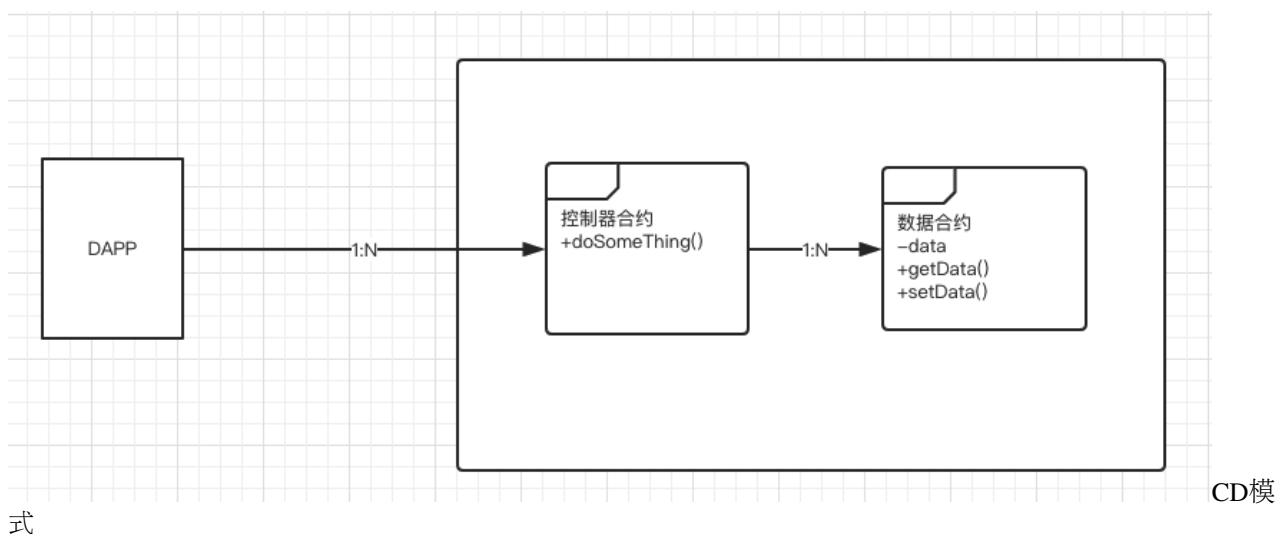 DAPP
1:N
控制器合约
+doSomeThing()
1:N
数据合约
-data
+getData()
+setData()
CD模
式